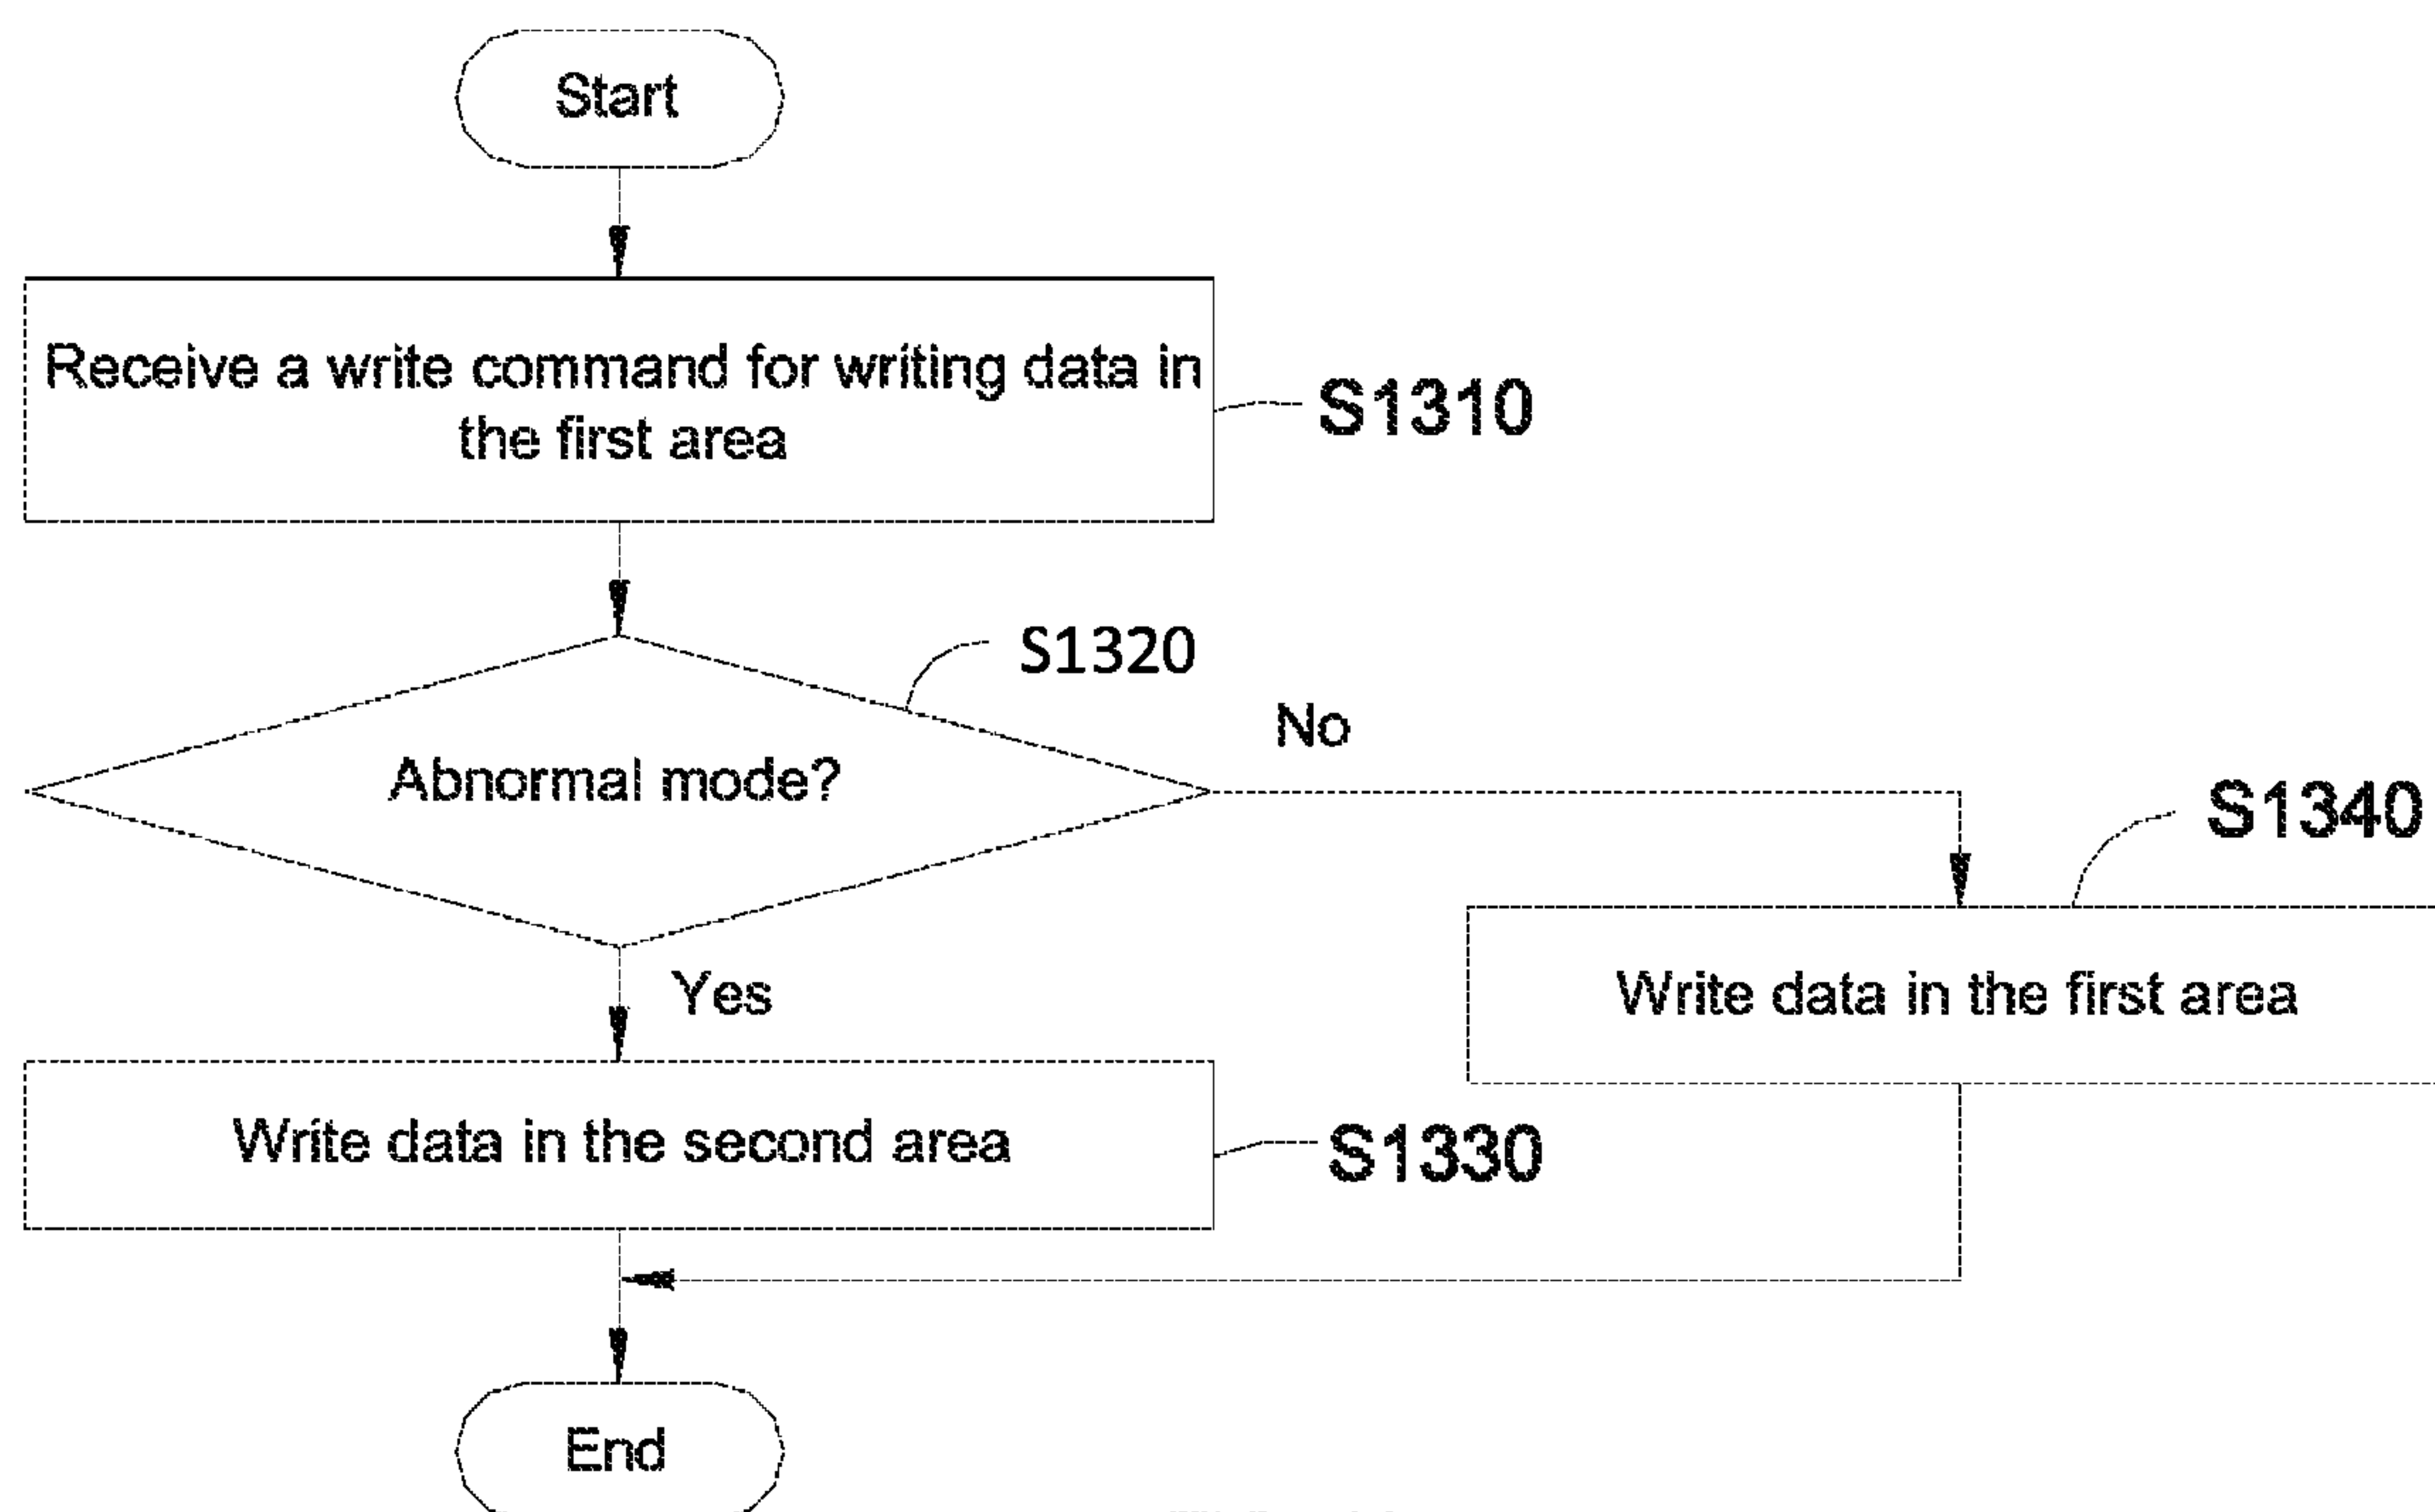 Start
Receive a write command for writing data in
the first area
S1310
S1320
Abnormal mode?
No
S1340
Yes
Write data in the first area
Write data in the second area
S1330
End